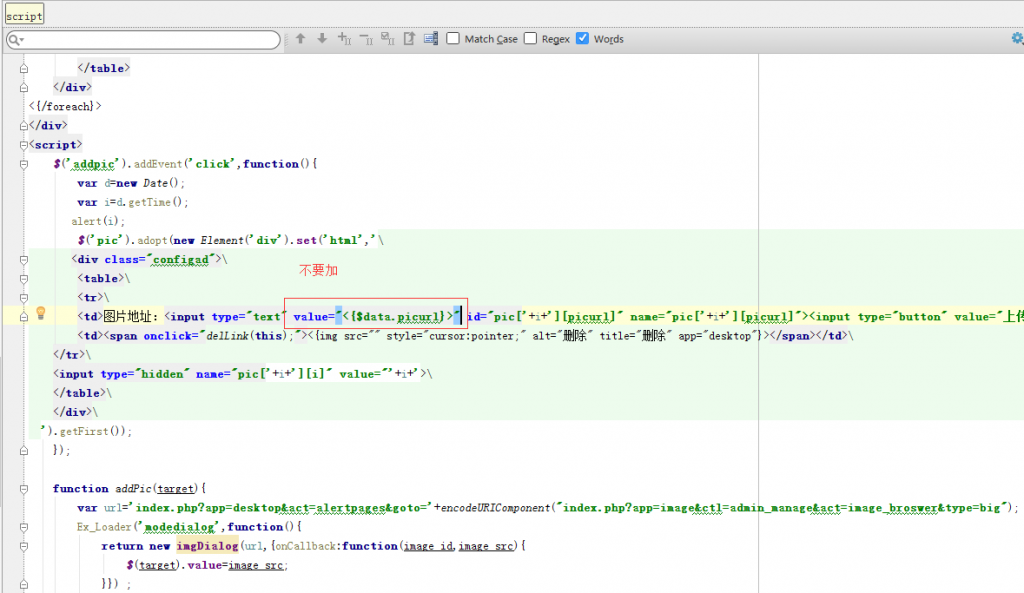 script
Match Case Regex Words
</table>
</div>
<{/foreach}>
</div>
<script>
$('addpic').addEvent('click',function(){
var d=new Date();
var i=d.getTime();
alert(i);
$('pic').adopt(new Element('div').set('html','\
<div class="configad">\
不要加
<table>\
<tr>\
<td>图片地址：<input type="text" value="<{$data.picurl}>" id="pic['+i+'][picurl]" name="pic['+i+'][picurl]"><input type="button" value="上传
<td><span onclick="delLink(this);"><{img src="" style="cursor:pointer;" alt="删除" title="删除" app="desktop"}></span></td>\
</tr>\
<input type="hidden" name="pic['+i+'][i]" value="'+i+'>\
</table>\
</div>\
').getFirst());
});
function addPic(target){
var url='index.php?app=desktop&act=alertpages&goto='+encodeURIComponent("index.php?app=image&ctl=admin_manage&act=image_broswer&type=big");
Ex_Loader('modedialog',function(){
return new imgDialog(url,{onCallback:function(image_id,image_src){
$(target).value=image_src;
}}) ;